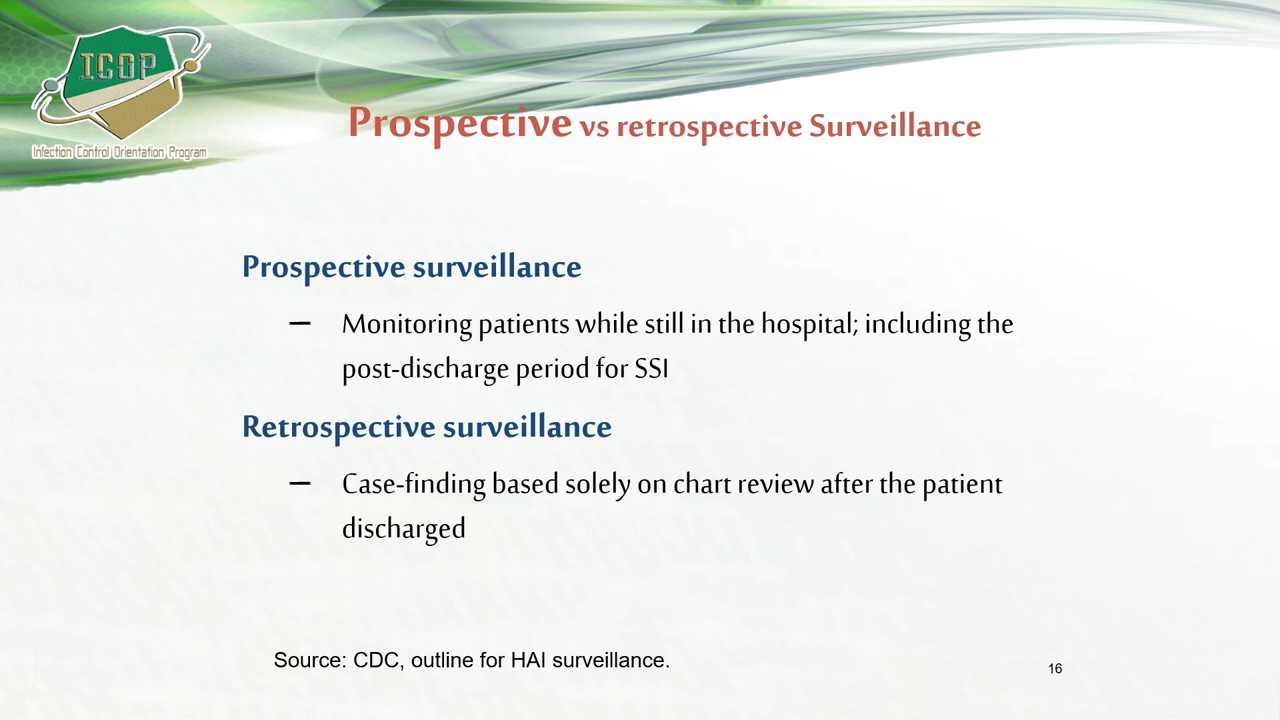 ICOP
Infection Control Orientation Program
Prospective vs retrospective Surveillance
Prospective surveillance
– Monitoring patients while still in the hospital; including the
post-discharge period for SSI
Retrospective surveillance
– Case-finding based solely on chart review after the patient
discharged
Source: CDC, outline for HAI surveillance.
16